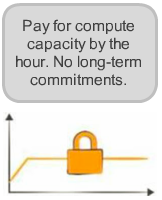 Pay for compute
capacity by the
hour. No long-term
commitments.